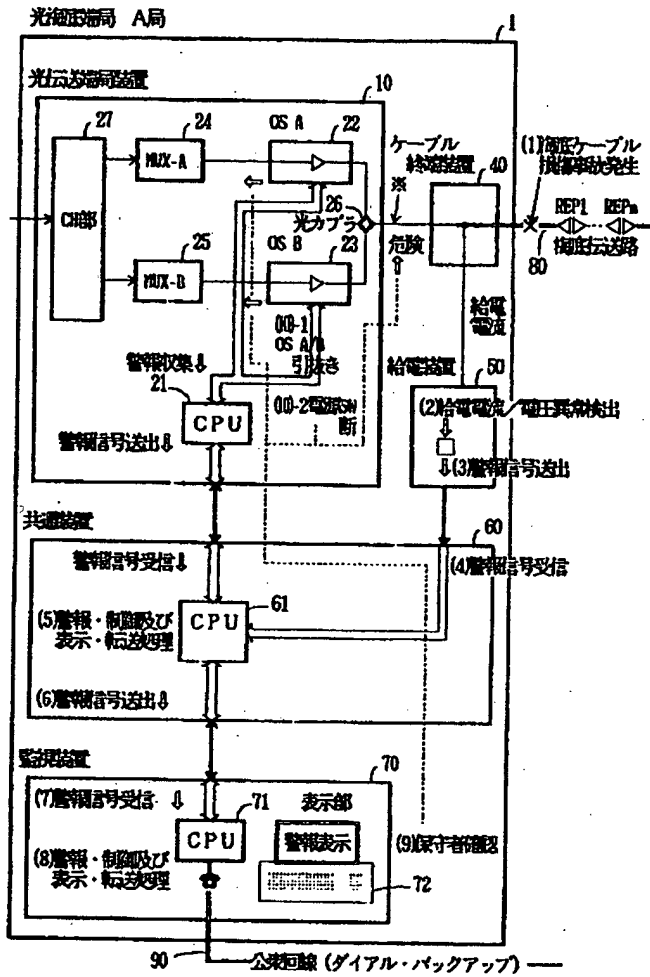 光海底端局 A局
1
光伝送端局装置
10
27
24
OS A
22
MUX-A
ケーブル
終端装置
※
40
(1)海底ケーブル
損傷事故発生
CH部
26
光カプラ
REP1 REPm
25
OS B
23
危険
80
海底伝送路
MUX-B
(10)-1
OS A/B
引抜き
給電
電流
警報収集⇩
給電装置
50
21
(10)-2電源SW
断
(2)給電電流/電圧異常検出
CPU
警報信号送出⇩
⇩(3)警報信号送出
共通装置
60
警報信号受信⇩
(4)警報信号受信
61
(5)警報・制御及び
表示・転送処理
CPU
(6)警報信号送出⇩
監視装置
70
(7)警報信号受信 ⇩
71
表示部
CPU
警報表示
(9)保守者確認
(8)警報・制御及び
表示・転送処理
72
90
公衆回線(ダイアル・バックアップ)